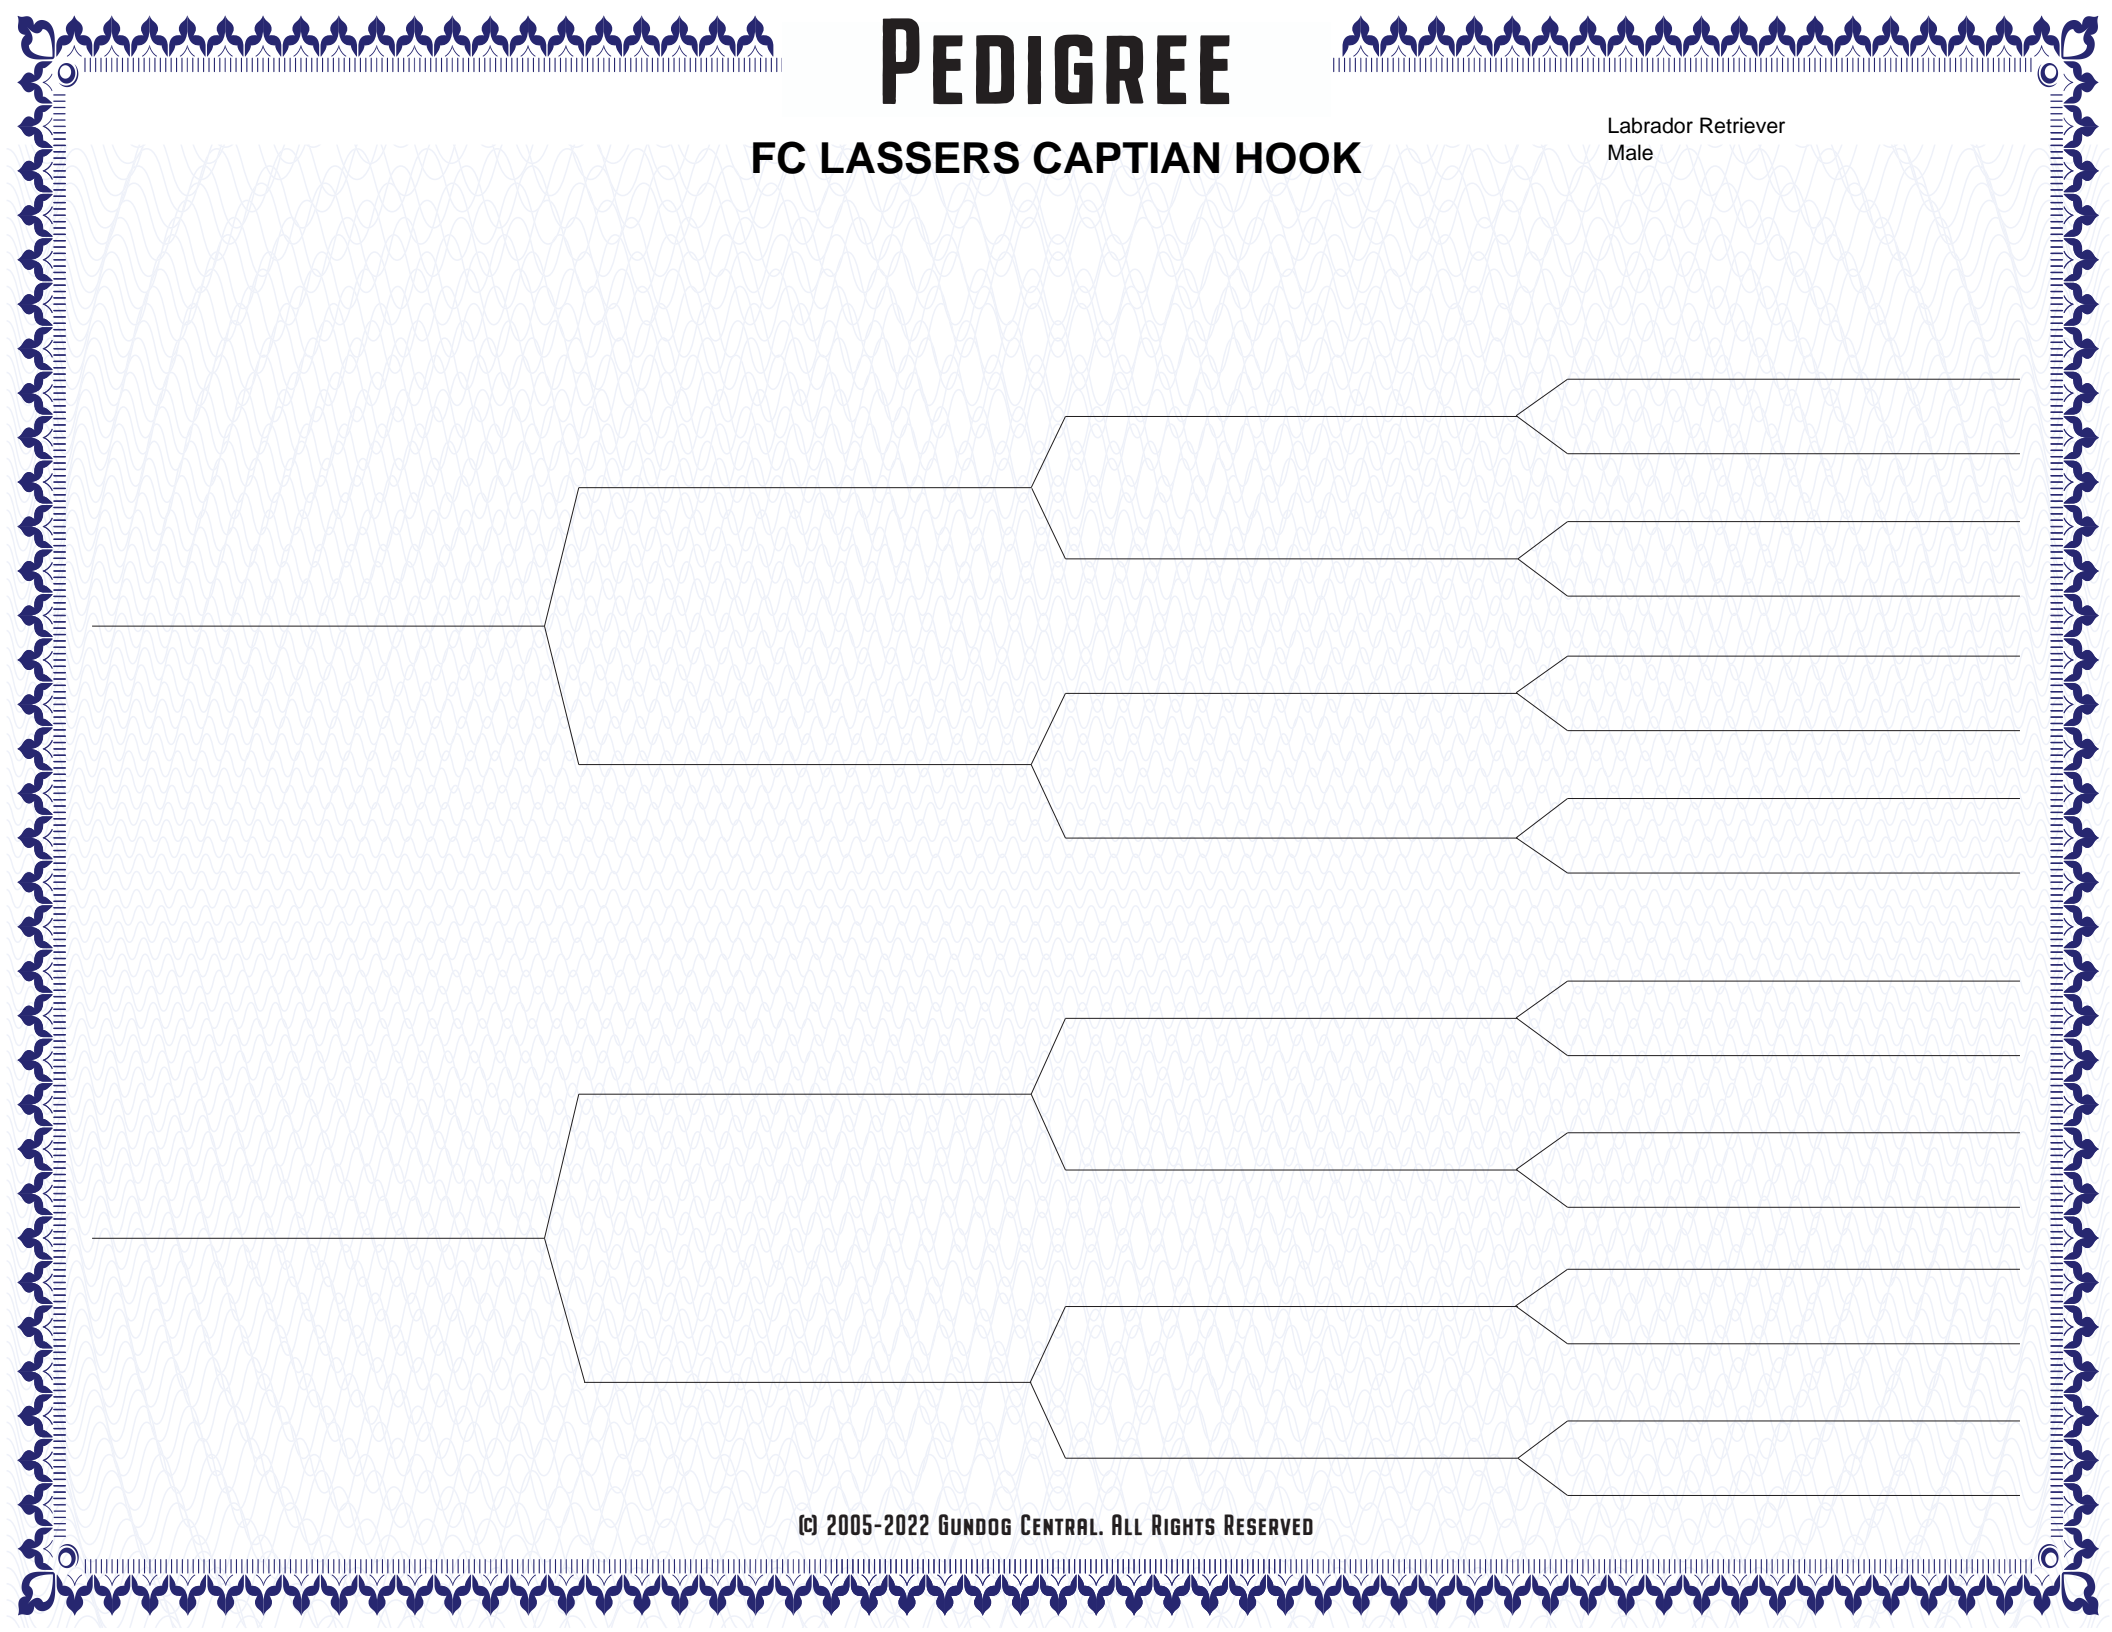 PEDIGREE
Labrador Retriever
FC LASSERS CAPTIAN HOOK
Male
(C) 2005-2022 GUNDOG CENTRAL. ALL RIGHTS RESERVED